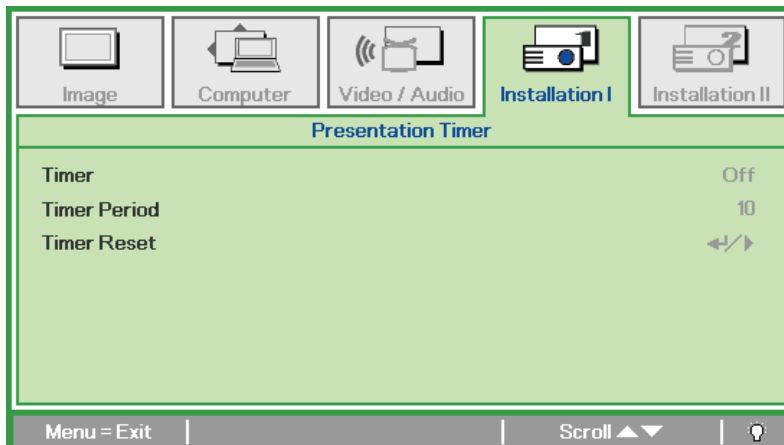 Image
Computer
Video / Audio
Installation I
Installation II
Presentation Timer
Timer Off
Timer Period 10
Timer Reset
Menu = Exit Scroll